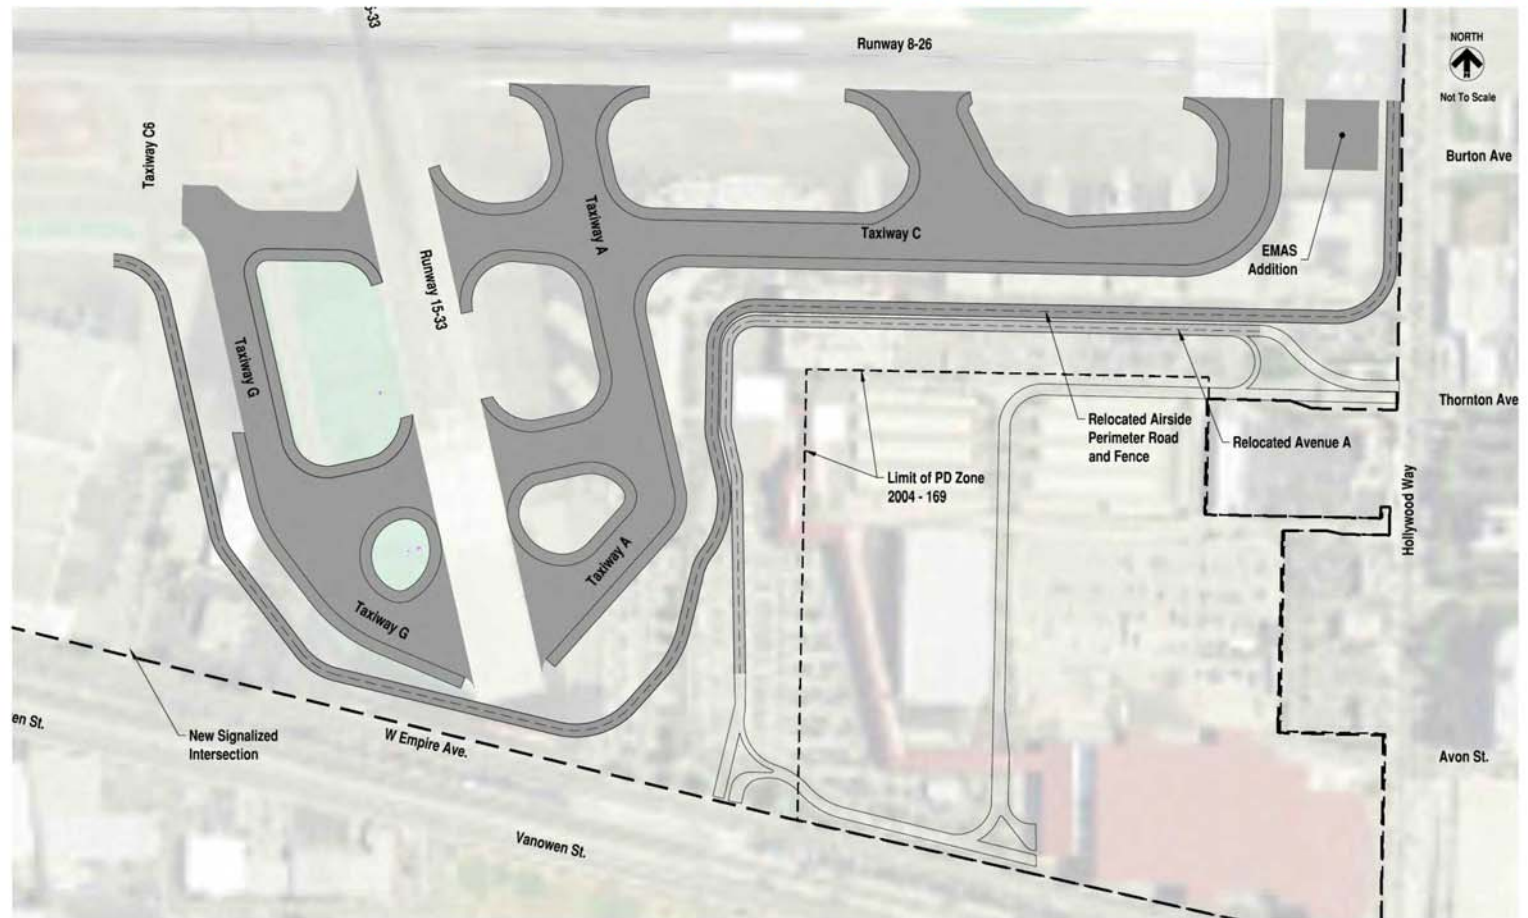 5-33
Runway 8-26
NORTH
Not To Scale
Taxiway C6
Burton Ave
Taxiway A
Taxiway C
EMAS
Addition
Runway 15-33
Taxiway G
Thornton Ave
Relocated Airside
Perimeter Road
and Fence
Relocated Avenue A
Limit of PD Zone
2004 - 169
Hollywood Way
Taxiway A
Taxiway G
en St.
New Signalized
Intersection
W Empire Ave.
Avon St.
Vanowen St.